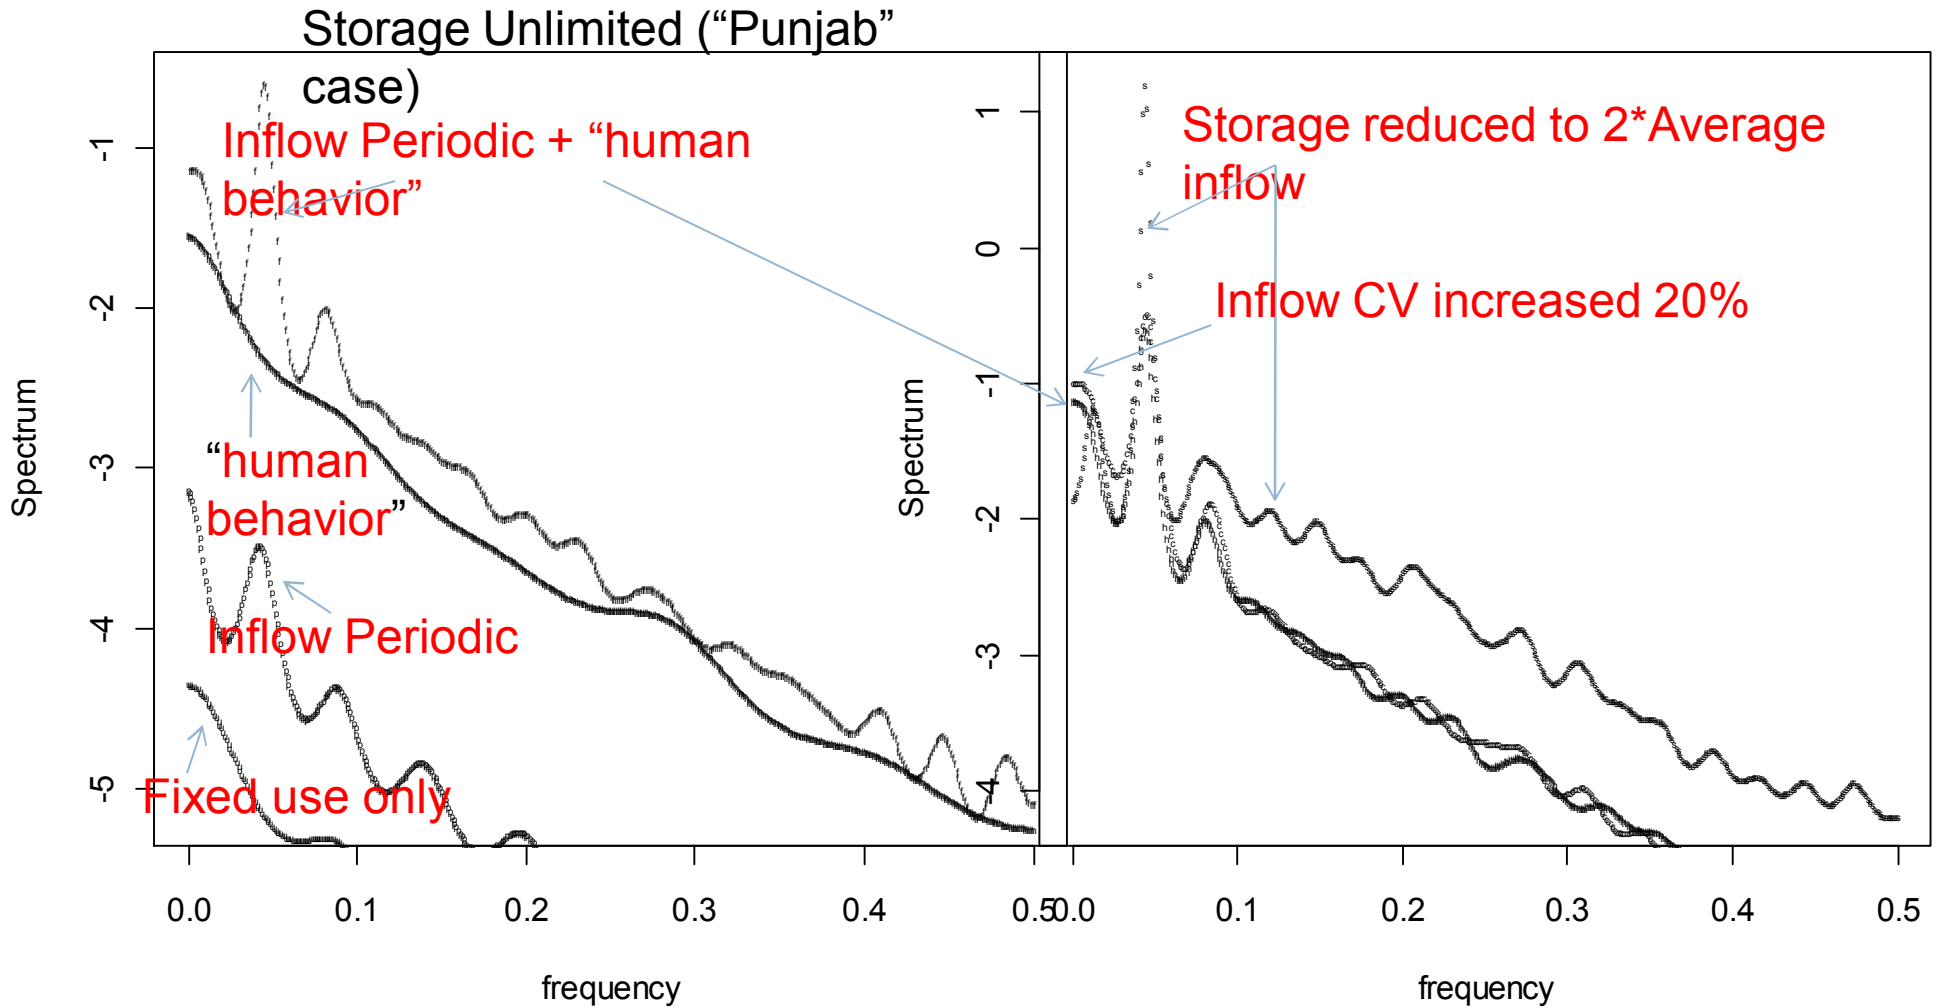 Storage Unlimited (“Punjab”
case)
Inflow Periodic + “human
behavior”
“human
behavior”
Inflow Periodic
Fixed use only
Spectrum
-1
-2
-3
-4
-5
0.0
0.1
0.2
0.3
0.4
0.5
frequency
Storage reduced to 2*Average
inflow
Inflow CV increased 20%
Spectrum
1
0
-1
-2
-3
-4
0.0
0.1
0.2
0.3
0.4
0.5
frequency